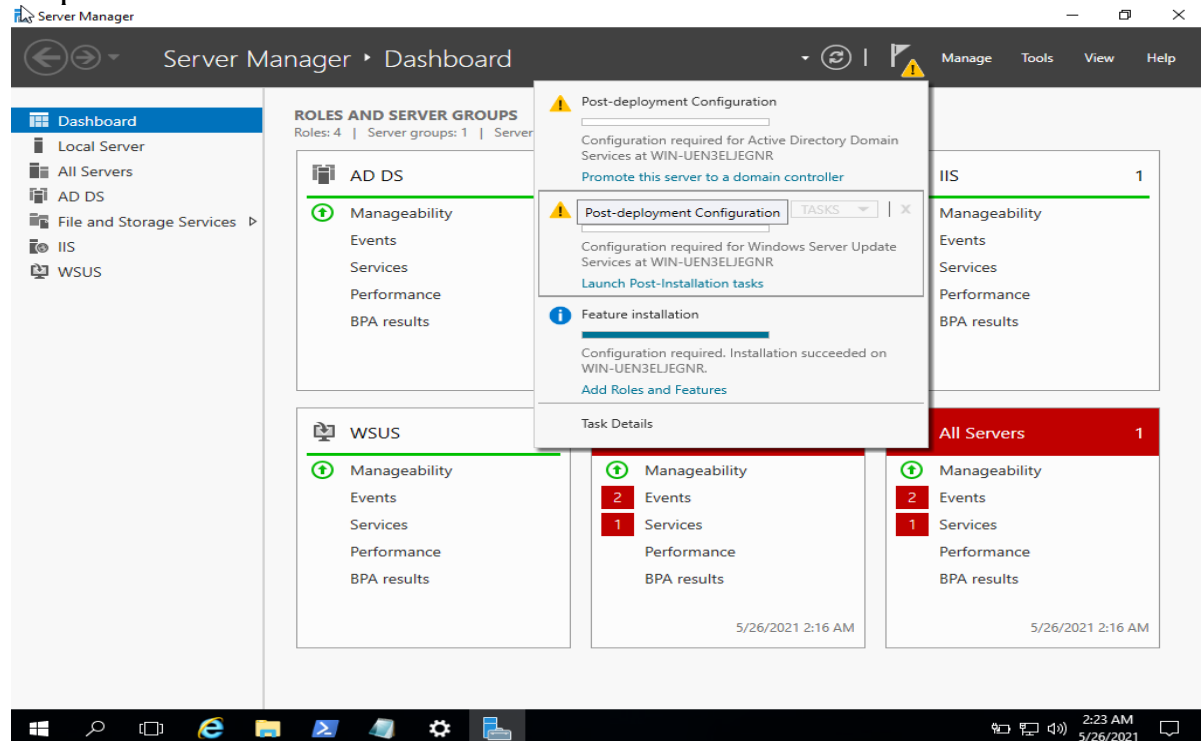 Server Manager
Server Manager • Dashboard
Manage Tools View Help
Dashboard
Local Server
All Servers
AD DS
File and Storage Services
IIS
WSUS
ROLES AND SERVER GROUPS
Roles: 4 | Server groups: 1 | Server
AD DS
Manageability
Events
Services
Performance
BPA results
Post-deployment Configuration
Configuration required for Active Directory Domain
Services at WIN-UEN3ELJEGNR
Promote this server to a domain controller
Post-deployment Configuration TASKS
Configuration required for Windows Server Update
Services at WIN-UEN3ELJEGNR
Launch Post-Installation tasks
Feature installation
Configuration required. Installation succeeded on
WIN-UEN3ELJEGNR.
Add Roles and Features
Task Details
IIS 1
Manageability
Events
Services
Performance
BPA results
WSUS
Manageability
Events
Services
Performance
BPA results
Manageability
2 Events
1 Services
Performance
BPA results
5/26/2021 2:16 AM
All Servers 1
Manageability
2 Events
1 Services
Performance
BPA results
5/26/2021 2:16 AM
2:23 AM
5/26/2021